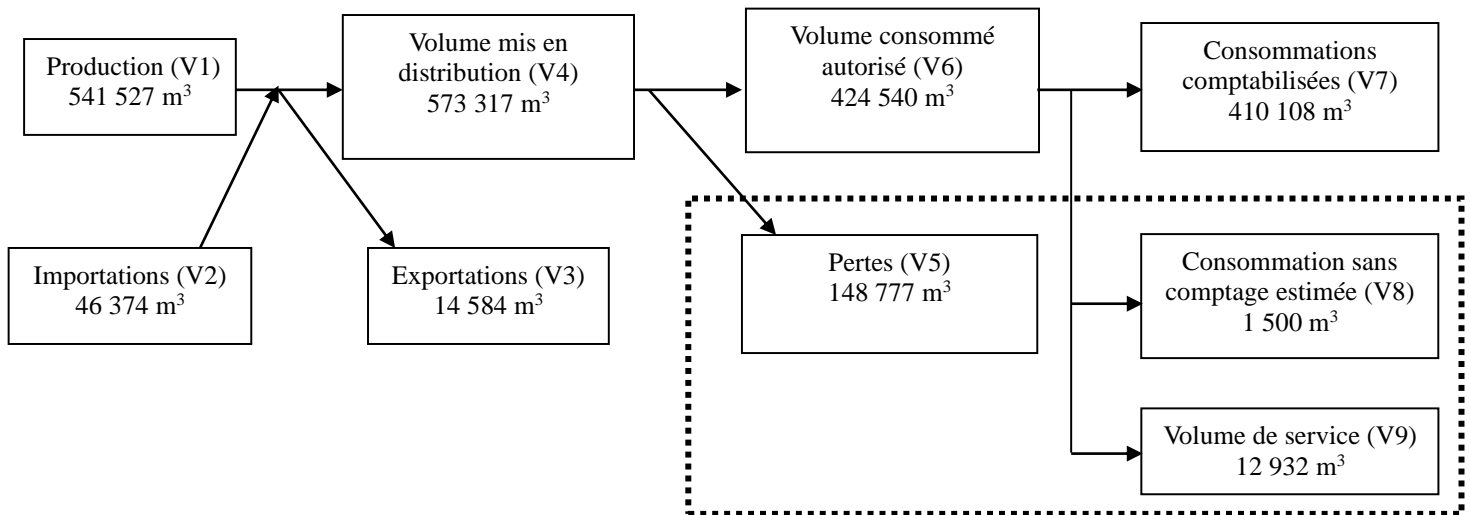 Production (V1)
541 527 m³
Volume mis en
distribution (V4)
573 317 m³
Volume consommé
autorisé (V6)
424 540 m³
Consommations
comptabilisées (V7)
410 108 m³
Importations (V2)
46 374 m³
Exportations (V3)
14 584 m³
Pertes (V5)
148 777 m³
Consommation sans
comptage estimée (V8)
1 500 m³
Volume de service (V9)
12 932 m³